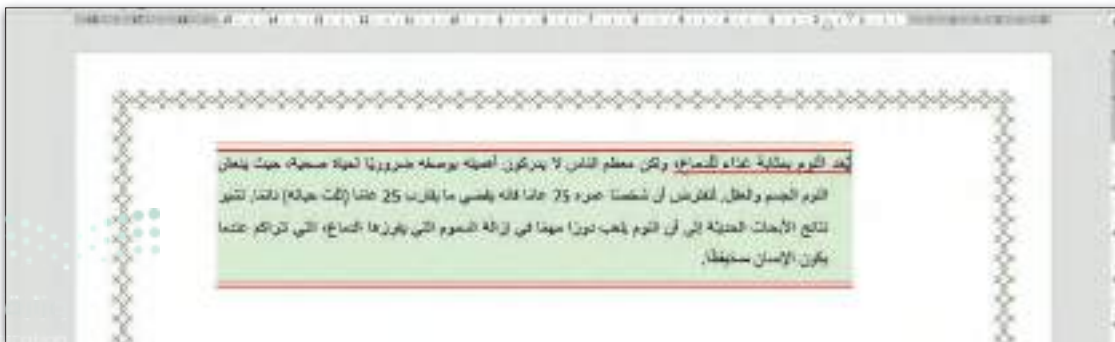 يُعد النوم بمثابة غذاء للدماغ، ولكن معظم الناس لا يدركون أهميته بوصفه ضروريًا لحياة صحية، حيث ينعش
النوم الجسم والعقل. لنفترض أن شخصًا عمره 75 عامًا فإنه يقضي ما يقارب 25 عامًا (ثلث حياته) نائمًا. تشير
نتائج الأبحاث الحديثة إلى أن النوم يلعب دورًا مهمًا في إزالة السموم التي يفرزها الدماغ، التي تتراكم عندما
يكون الإنسان مستيقظًا.